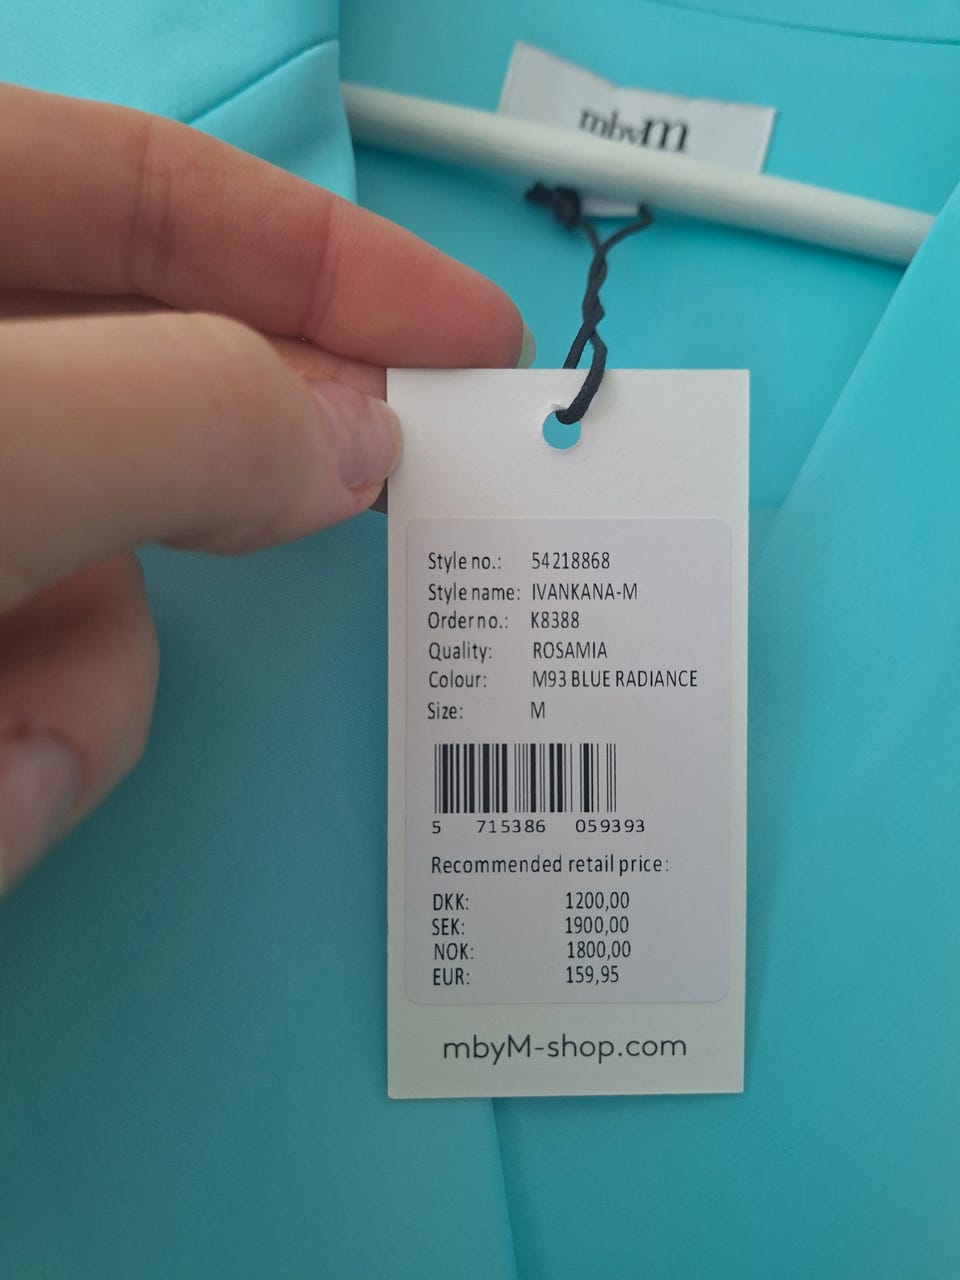 mbyM
Style no.: 54218868
Style name: IVANKANA-M
Order no.: K8388
Quality: ROSAMIA
Colour: M93 BLUE RADIANCE
Size: M
5 715386 059393
Recommended retail price:
DKK: 1200,00
SEK: 1900,00
NOK: 1800,00
EUR: 159,95
mbyM-shop.com